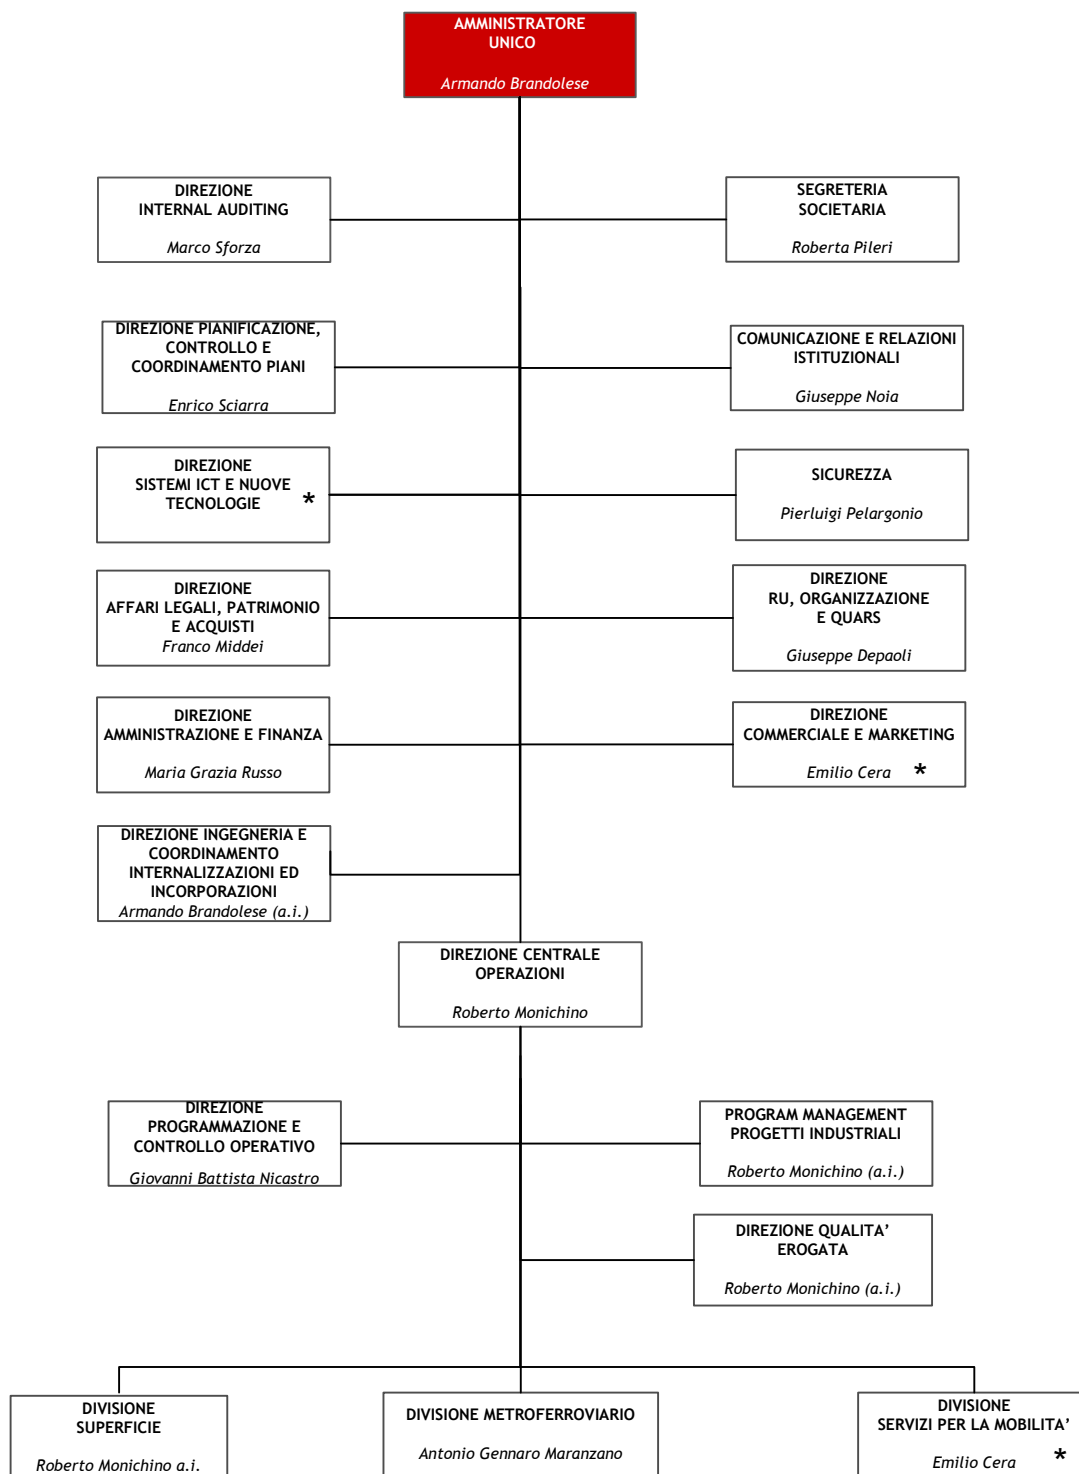 AMMINISTRATORE
UNICO
Armando Brandolese
DIREZIONE
INTERNAL AUDITING
Marco Sforza
SEGRETERIA
SOCIETARIA
Roberta Pileri
DIREZIONE PIANIFICAZIONE,
CONTROLLO E
COORDINAMENTO PIANI
Enrico Sciarra
COMUNICAZIONE E RELAZIONI
ISTITUZIONALI
Giuseppe Noia
DIREZIONE
SISTEMI ICT E NUOVE
TECNOLOGIE *
SICUREZZA
Pierluigi Pelargonio
DIREZIONE
AFFARI LEGALI, PATRIMONIO
E ACQUISTI
Franco Middei
DIREZIONE
RU, ORGANIZZAZIONE
E QUARS
Giuseppe Depaoli
DIREZIONE
AMMINISTRAZIONE E FINANZA
Maria Grazia Russo
DIREZIONE
COMMERCIALE E MARKETING
Emilio Cera *
DIREZIONE INGEGNERIA E
COORDINAMENTO
INTERNALIZZAZIONI ED
INCORPORAZIONI
Armando Brandolese (a.i.)
DIREZIONE CENTRALE
OPERAZIONI
Roberto Monichino
DIREZIONE
PROGRAMMAZIONE E
CONTROLLO OPERATIVO
Giovanni Battista Nicastro
PROGRAM MANAGEMENT
PROGETTI INDUSTRIALI
Roberto Monichino (a.i.)
DIREZIONE QUALITA’
EROGATA
Roberto Monichino (a.i.)
DIVISIONE
SUPERFICIE
Roberto Monichino a.i.
DIVISIONE METROFERROVIARIO
Antonio Gennaro Maranzano
DIVISIONE
SERVIZI PER LA MOBILITA’
Emilio Cera *